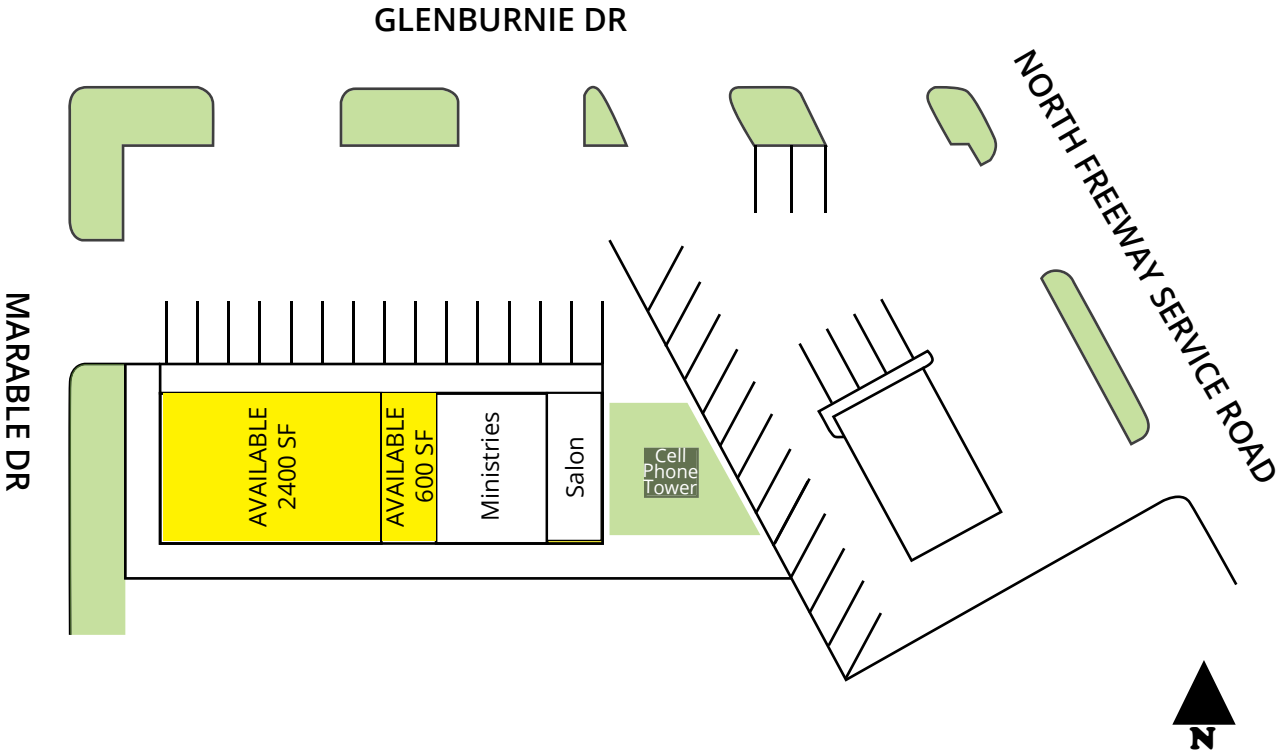 GLENBURNIE DR
NORTH FREEWAY SERVICE ROAD
MARABLE DR
AVAILABLE
2400 SF
AVAILABLE
600 SF
Ministries
Salon
Cell
Phone
Tower
N